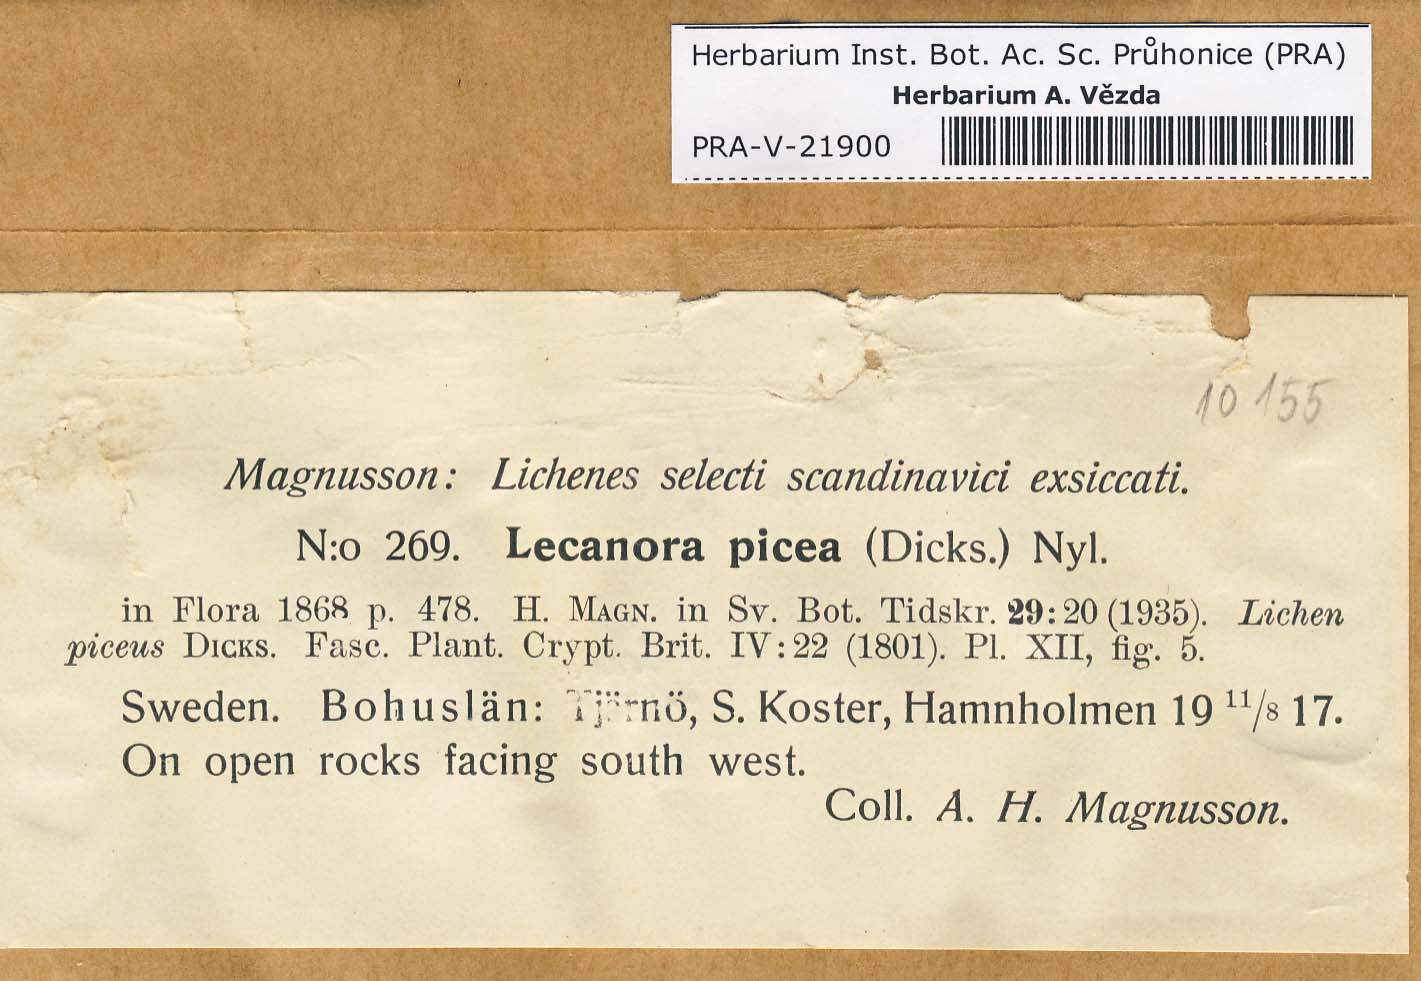 Herbarium Inst. Bot. Ac. Sc. Průhonice (PRA)
Herbarium A. Vězda
PRA-V-21900
10 155
Magnusson: Lichenes selecti scandinavici exsiccati.
N:o 269. Lecanora picea (Dicks.) Nyl.
in Flora 1868 p. 478. H. MAGN. in Sv. Bot. Tidskr. 29:20 (1935). Lichen
piceus DICKS. Fasc. Plant. Crypt. Brit. IV:22 (1801). Pl. XII, fig. 5.
Sweden. Bohuslän: Tjärnö, S. Koster, Hamnholmen 19 11/8 17.
On open rocks facing south west.
Coll. A. H. Magnusson.